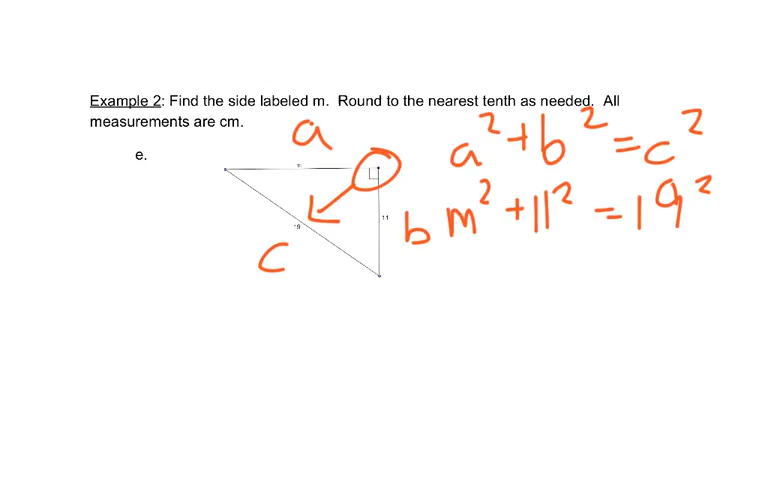 Example 2: Find the side labeled m. Round to the nearest tenth as needed. All
measurements are cm.
e.
a
a² + b² = c²
m
11
19
b
m² + 11² = 19²
c